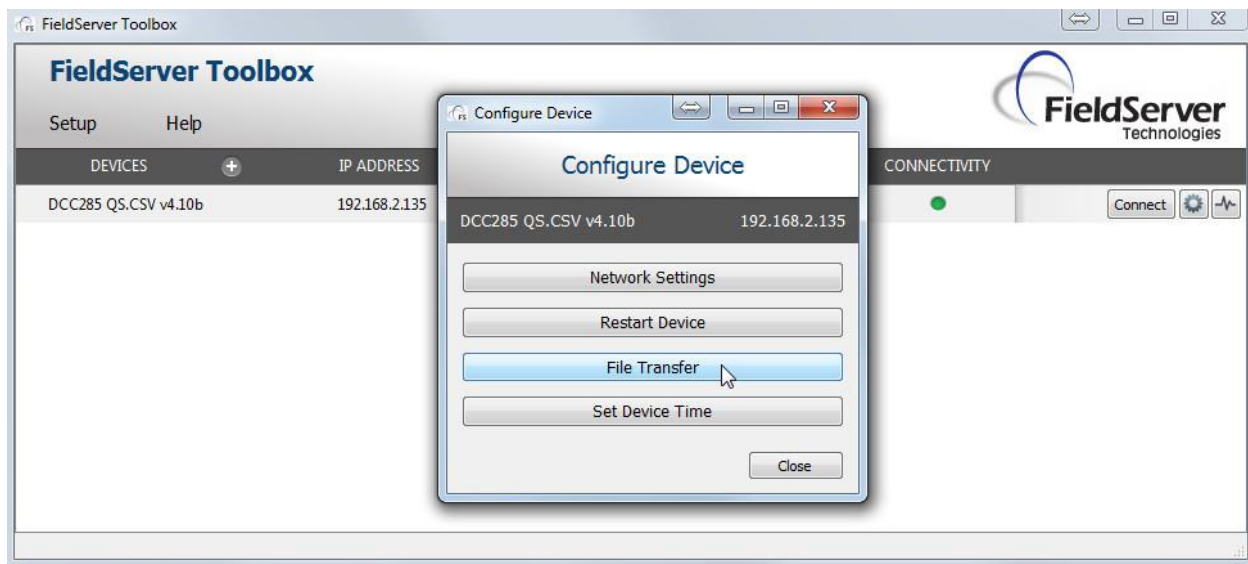 FieldServer Toolbox
FieldServer Toolbox
FieldServer
Technologies
Setup Help
DEVICES IP ADDRESS CONNECTIVITY
DCC285 QS.CSV v4.10b 192.168.2.135 Connect
Configure Device
Configure Device
DCC285 QS.CSV v4.10b 192.168.2.135
Network Settings
Restart Device
File Transfer
Set Device Time
Close